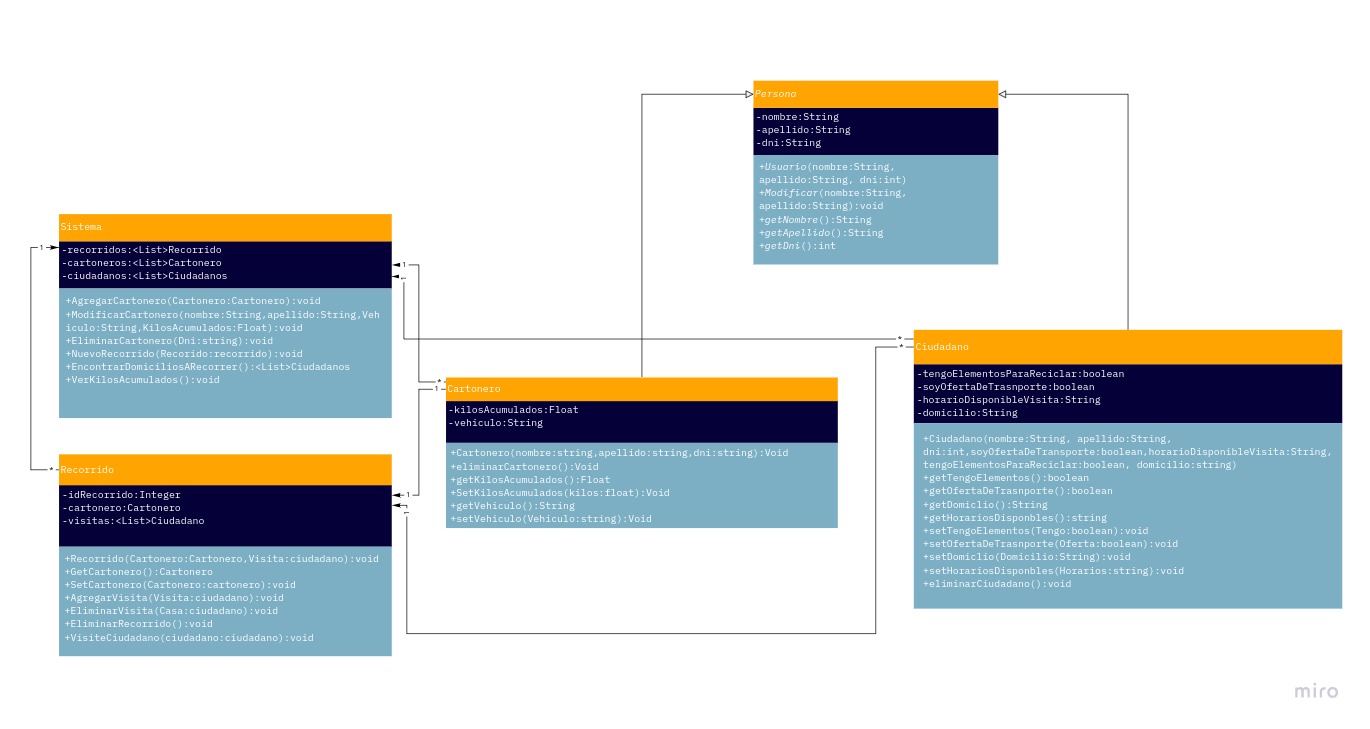 Persona
-nombre:String
-apellido:String
-dni:String
+Usuario(nombre:String,
apellido:String, dni:int)
+Modificar(nombre:String,
apellido:String):void
+getNombre():String
+getApellido():String
+getDni():int
Sistema
-recorridos:<List>Recorrido
-cartoneros:<List>Cartonero
-ciudadanos:<List>Ciudadanos
+AgregarCartonero(Cartonero:Cartonero):void
+ModificarCartonero(nombre:String,apellido:String,Veh
iculo:String,KilosAcumulados:Float):void
+EliminarCartonero(Dni:string):void
+NuevoRecorrido(Recorido:recorrido):void
+EncontrarDomiciliosARecorrer():<List>Ciudadanos
+VerKilosAcumulados():void
1
1
1
*
*
*
1
Ciudadano
-tengoElementosParaReciclar:boolean
-soyOfertaDeTrasnporte:boolean
-horarioDisponibleVisita:String
-domicilio:String
+Ciudadano(nombre:String, apellido:String,
dni:int,soyOfertaDeTransporte:boolean,horarioDisponibleVisita:String,
tengoElementosParaReciclar:boolean, domicilio:string)
+getTengoElementos():boolean
+getOfertaDeTrasnporte():boolean
+getDomiclio():String
+getHorariosDisponbles():string
+setTengoElementos(Tengo:boolean):void
+setOfertaDeTrasnporte(Oferta:boolean):void
+setDomiclio(Domicilio:String):void
+setHorariosDisponbles(Horarios:string):void
+eliminarCiudadano():void
Cartonero
-kilosAcumulados:Float
-vehiculo:String
+Cartonero(nombre:string,apellido:string,dni:string):Void
+eliminarCartonero():Void
+getKilosAcumulados():Float
+SetKilosAcumulados(kilos:float):Void
+getVehiculo():String
+setVehiculo(Vehiculo:string):Void
*
Recorrido
-idRecorrido:Integer
-cartonero:Cartonero
-visitas:<List>Ciudadano
+Recorrido(Cartonero:Cartonero,Visita:ciudadano):void
+GetCartonero():Cartonero
+SetCartonero(Cartonero:cartonero):void
+AgregarVisita(Visita:ciudadano):void
+EliminarVisita(Casa:ciudadano):void
+EliminarRecorrido():void
+VisiteCiudadano(ciudadano:ciudadano):void
1
1
miro